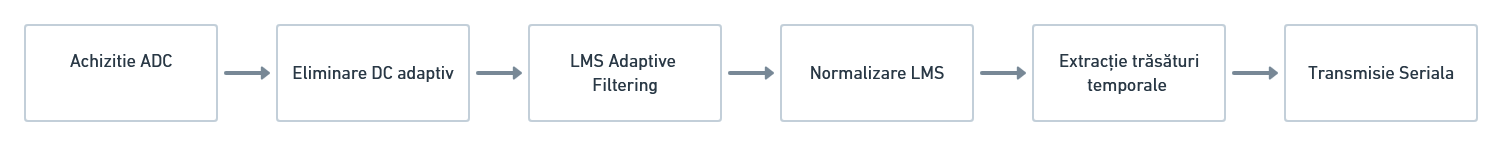 Achizitie ADC
Eliminare DC adaptiv
LMS Adaptive
Filtering
Normalizare LMS
Extracție trăsături
temporale
Transmisie Seriala